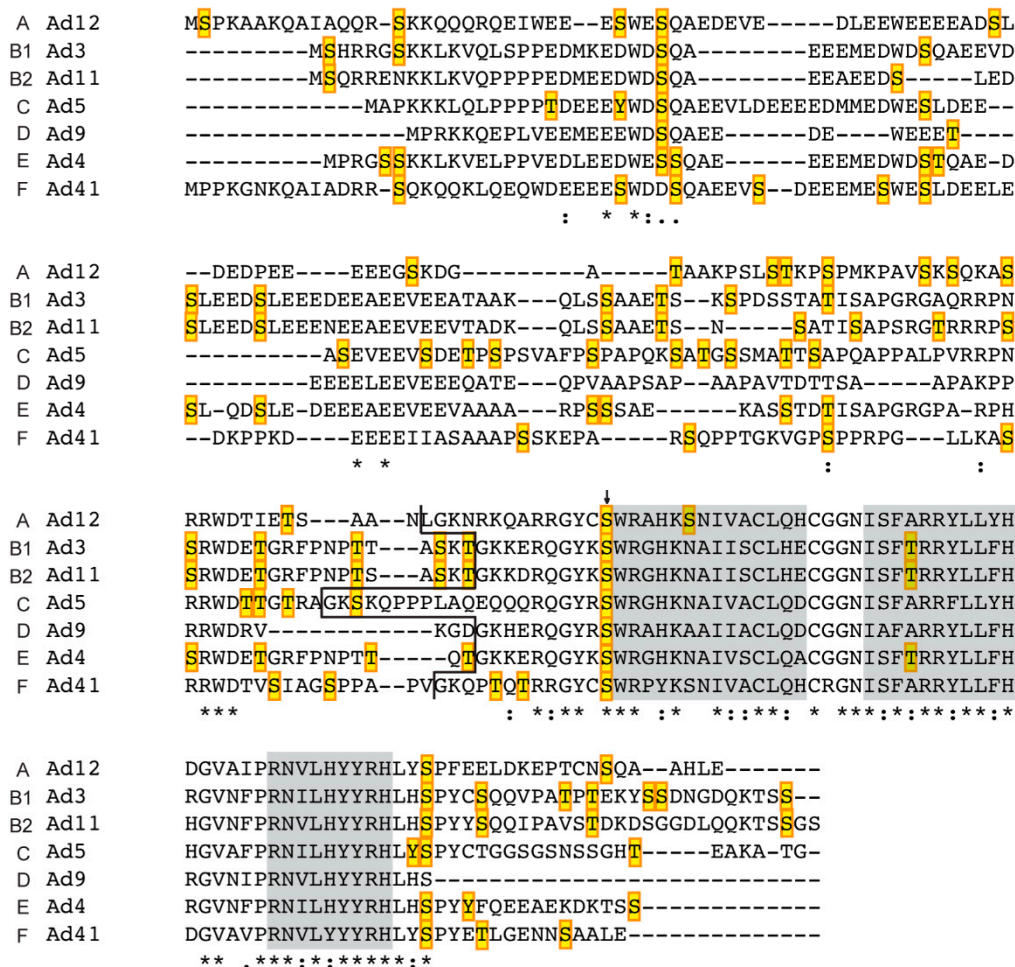 A Ad12 MSPKAAKQAIAQQR-SKKQQQRQEIWEE--ESWESQAEDEVE-----DLEEWEEEEADSL
B1 Ad3 ---------MSHRRGSKKLKVQLSPPEDMKEDWDSQA--------EEEMEDWDSQAEEVD
B2 Ad11 ---------MSQRRENKKLKVQPPPPEDMEEDWDSQA--------EEAEEDS-----LED
C Ad5 -------------MAPKKKLQLPPPPTDEEEYWDSQAEEVLDEEEEDMMEDWESLDEE--
D Ad9 ----------------MPRKKQEPLVEEMEEEWDSQAEE------DE---WEEET-----
E Ad4 ----------MPRGSSKKLKVELPPVEDLEEDWESSQAE------EEEMEDWDSTQAE-D
F Ad41 MPPKGNKQAIADRR-SQKQQKLQEQWDEEEESWDDSQAEEVS--DEEEMESWESLDEELE
: * *:..
A Ad12 --DEDPEE----EEEGSKDG---------A-----TAAKPSLSTKPSPMKPAVSKSQKAS
B1 Ad3 SLEEDSLEEEDEEAEEVEEATAAK---QLSSAAETS--KSPDSSTATISAPGRGAQRRPN
B2 Ad11 SLEEDSLEEENEEAEEVEEVTADK---QLSSAAETS--N-----SATISAPSRGTRRRPS
C Ad5 ----------ASEVEEVSDETPSPSVAFPSPAPQKSATGSSMATTSAPQAPPALPVRRPN
D Ad9 ---------EEEELEEVEEEQATE---QPVAAPSAP--AAPAVTDTTSA-----APAKPP
E Ad4 SL-QDSLE-DEEEAEEVEEVAAAA---RPSSSAE-----KASSTDTISAPGRGPA-RPH
F Ad41 --DKPPKD----EEEEIIASAAAPSSKEPA-----RSQPPTGKVGPSPPRPG--LLKAS
* * : :
A Ad12 RRWDTIETS---AA--NLGKNRKQARRGYCSWRAHKSNIVACLQHCGGNISFARRYLLYH
B1 Ad3 SRWDETGRFPNPTT---ASKTGKKERQGYKSWRGHKNAIISCLHECGGNISFTRRYLLFH
B2 Ad11 SRWDETGRFPNPTS---ASKTGKKDRQGYKSWRGHKNAIISCLHECGGNISFTRRYLLFH
C Ad5 RRWDTTGTRAGKSKQPPPLAQEQQQRQGYRSWRGHKNAIVACLQDCGGNISFARRFLLYH
D Ad9 RRWDRV------------KGDGKHERQGYRSWRAHKAAIIACLQDCGGNIAFARRYLLFH
E Ad4 SRWDETGRFPNPTT------QTGKKERQGYRSWRGHKNAIVSCLQACGGNISFTRRYLLFH
F Ad41 RRWDTVSIAGSPPA--PVGKQPTQTRRGYCSWRPYKSNIVACLQHCRGNISFARRYLLFH
*** : *:** *** :* *::***: * ***:*:**:**:*
A Ad12 DGVAIPRNVLHYYRHLYSPFEELDKEPTCNSQA--AHLE-------
B1 Ad3 RGVNFPRNILHYYRHLHSPYCSQQVPATPTEKYSSDNGDQKTSS--
B2 Ad11 HGVNFPRNILHYYRHLHSPYYSQQIPAVSTDKDSGGDLQQKTSSGS
C Ad5 HGVAFPRNILHYYRHLYSPYCTGGSGSNSSGHT-----EAKA-TG-
D Ad9 RGVNIPRNVLHYYRHLHS----------------------------
E Ad4 RGVNFPRNILHYYRHLHSPYYFQEEAEKDKTSS-------------
F Ad41 DGVAVPRNVLYYYRHLYSPYETLGENNSAALE--------------
** .***:*:*****:*